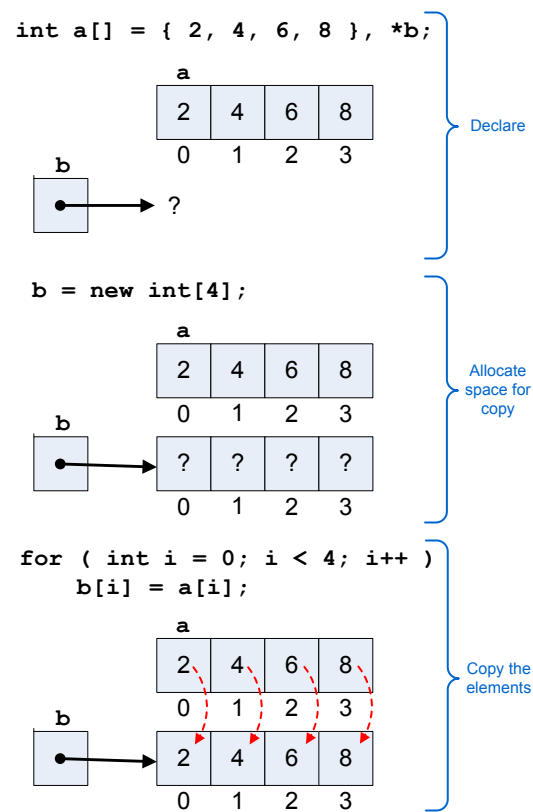 int a[] = { 2, 4, 6, 8 }, *b;
a
2 4 6 8
0 1 2 3
Declare
b
?
b = new int[4];
a
2 4 6 8
0 1 2 3
Allocate
space for
copy
b
? ? ? ?
0 1 2 3
for ( int i = 0; i < 4; i++ )
b[i] = a[i];
a
2 4 6 8
0 1 2 3
Copy the
elements
b
2 4 6 8
0 1 2 3